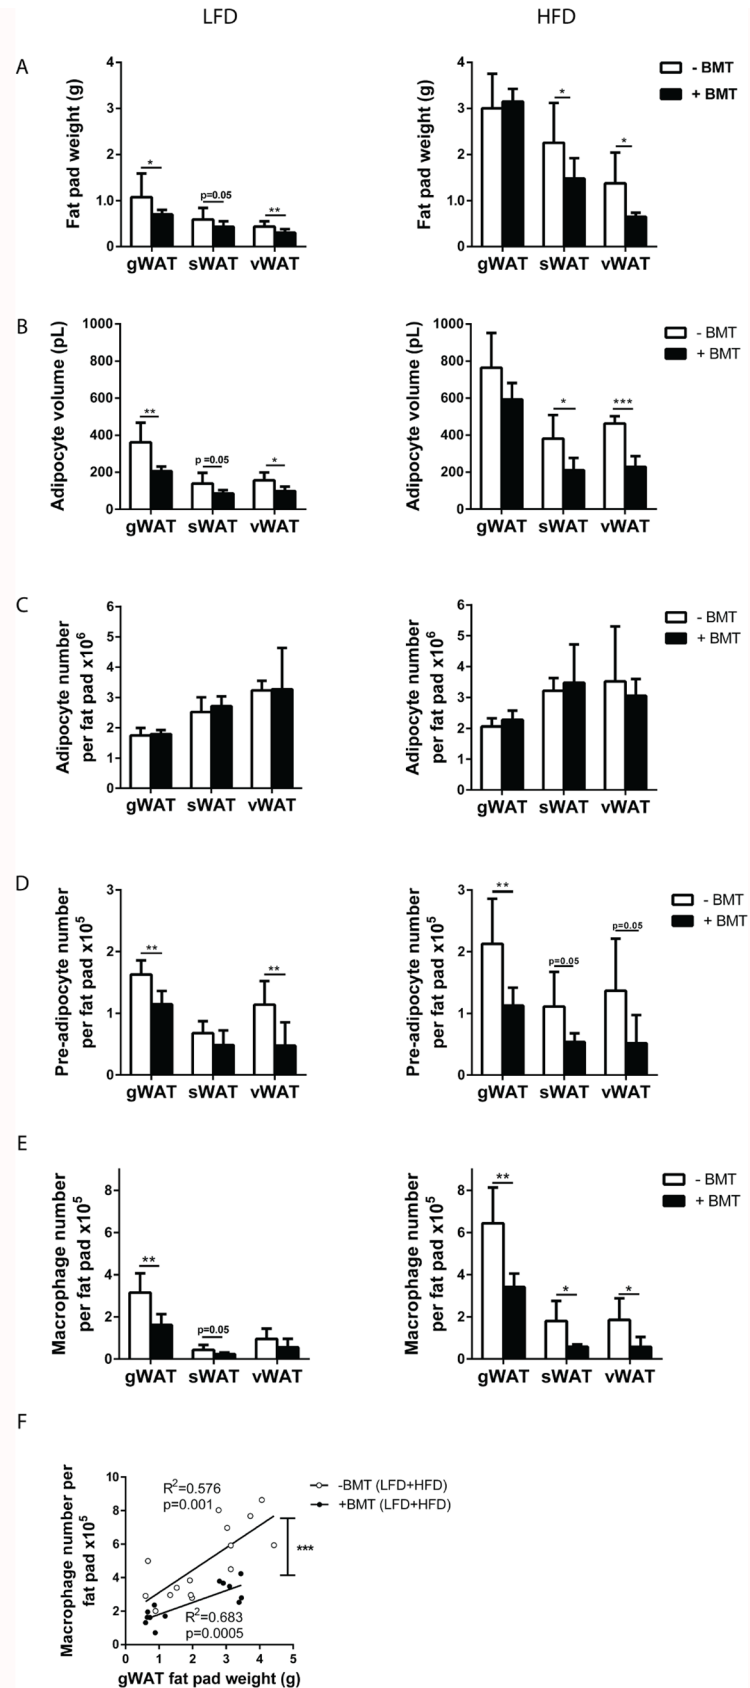 LFD
HFD
A
Fat pad weight (g)
4
3
2
1.0
0
*
p=0.05
**
gWAT sWAT vWAT
Fat pad weight (g)
4
3
2
1
0
*
*
gWAT sWAT vWAT
- BMT
+ BMT
B
Adipocyte volume (pL)
1000
800
600
400
200
0
**
p =0.05
*
gWAT sWAT vWAT
Adipocyte volume (pL)
1000
800
600
400
200
0
*
***
gWAT sWAT vWAT
- BMT
+ BMT
C
Adipocyte number
per fat pad x10⁶
6
5
4
3
2
1
0
gWAT sWAT vWAT
Adipocyte number
per fat pad x10⁶
6
5
4
3
2
1
0
gWAT sWAT vWAT
- BMT
+ BMT
D
Pre-adipocyte number
per fat pad x10⁵
3
2
1
0
**
**
gWAT sWAT vWAT
Pre-adipocyte number
per fat pad x10⁵
3
2
1
0
**
p=0.05
p=0.05
gWAT sWAT vWAT
- BMT
+ BMT
E
Macrophage number
per fat pad x10⁵
8
6
4
2
0
**
p=0.05
gWAT sWAT vWAT
Macrophage number
per fat pad x10⁵
8
6
4
2
0
**
*
*
gWAT sWAT vWAT
- BMT
+ BMT
F
Macrophage number per
fat pad x10⁵
10
8
6
4
2
0
R²=0.576
p=0.001
R²=0.683
p=0.0005
-BMT (LFD+HFD)
+BMT (LFD+HFD)
***
0 1 2 3 4 5
gWAT fat pad weight (g)